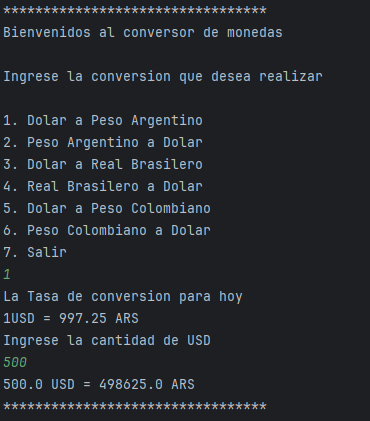 *********************************
Bienvenidos al conversor de monedas
Ingrese la conversion que desea realizar
1. Dolar a Peso Argentino
2. Peso Argentino a Dolar
3. Dolar a Real Brasilero
4. Real Brasilero a Dolar
5. Dolar a Peso Colombiano
6. Peso Colombiano a Dolar
7. Salir
1
La Tasa de conversion para hoy
1USD = 997.25 ARS
Ingrese la cantidad de USD
500
500.0 USD = 498625.0 ARS
*********************************